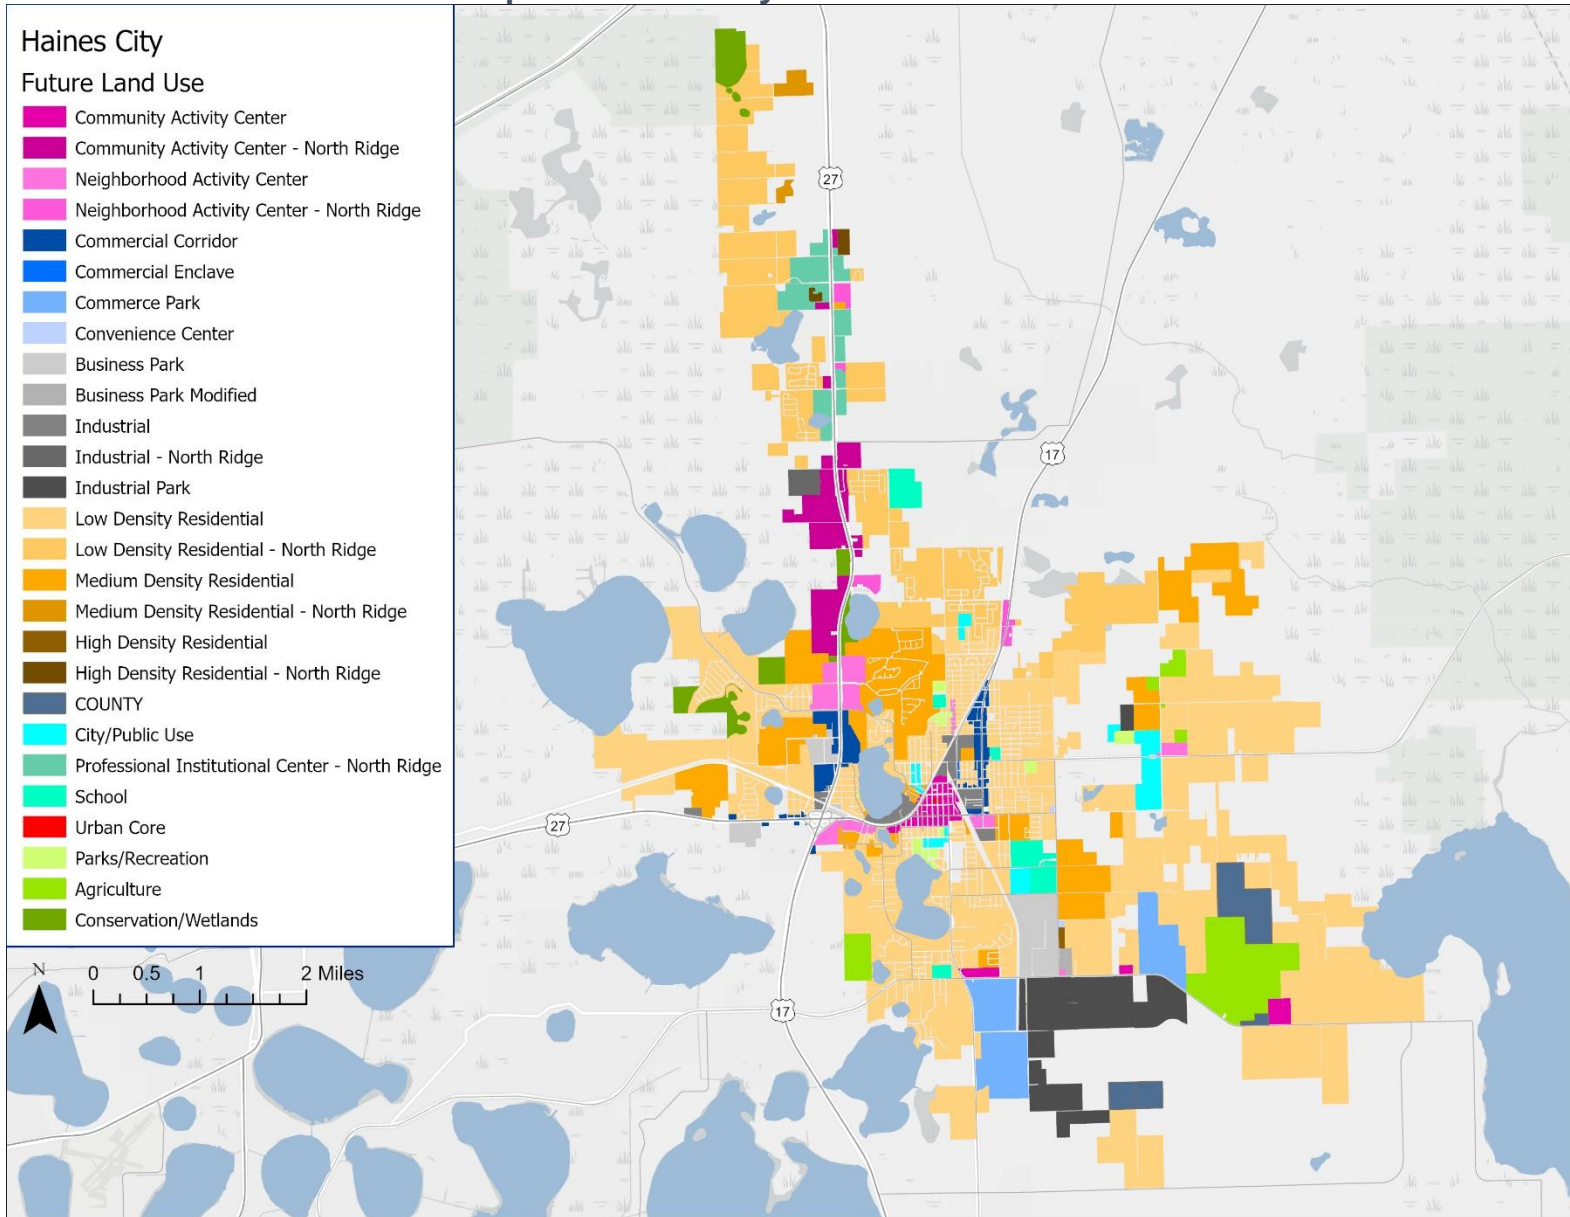 Haines City
Future Land Use
Community Activity Center
Community Activity Center - North Ridge
Neighborhood Activity Center
Neighborhood Activity Center - North Ridge
Commercial Corridor
Commercial Enclave
Commerce Park
Convenience Center
Business Park
Business Park Modified
Industrial
Industrial - North Ridge
Industrial Park
Low Density Residential
Low Density Residential - North Ridge
Medium Density Residential
Medium Density Residential - North Ridge
High Density Residential
High Density Residential - North Ridge
COUNTY
City/Public Use
Professional Institutional Center - North Ridge
School
Urban Core
Parks/Recreation
Agriculture
Conservation/Wetlands
N
0 0.5 1 2 Miles
27
17
27
17